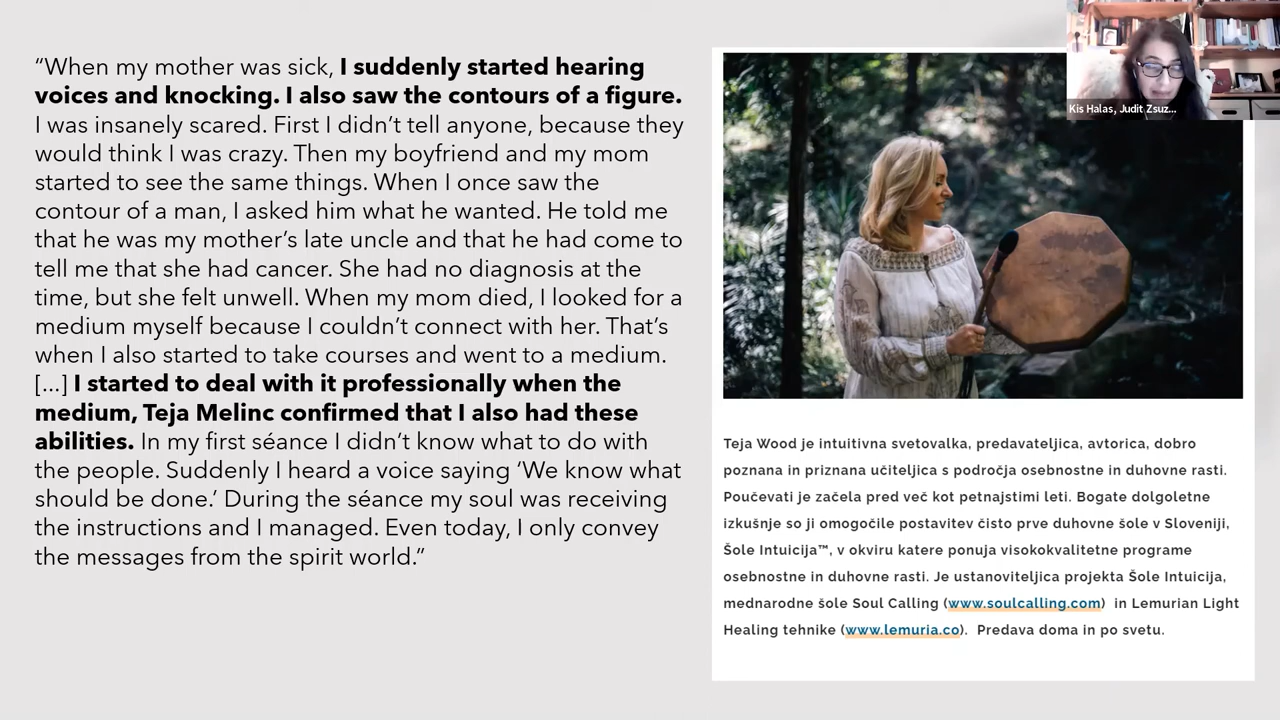 “When my mother was sick, I suddenly started hearing
voices and knocking. I also saw the contours of a figure.
I was insanely scared. First I didn’t tell anyone, because they
would think I was crazy. Then my boyfriend and my mom
started to see the same things. When I once saw the
contour of a man, I asked him what he wanted. He told me
that he was my mother’s late uncle and that he had come to
tell me that she had cancer. She had no diagnosis at the
time, but she felt unwell. When my mom died, I looked for a
medium myself because I couldn’t connect with her. That’s
when I also started to take courses and went to a medium.
[...] I started to deal with it professionally when the
medium, Teja Melinc confirmed that I also had these
abilities. In my first séance I didn’t know what to do with
the people. Suddenly I heard a voice saying ‘We know what
should be done.’ During the séance my soul was receiving
the instructions and I managed. Even today, I only convey
the messages from the spirit world.”
Kis Halas, Judit Zsuz...
Teja Wood je intuitivna svetovalka, predavateljica, avtorica, dobro
poznana in priznana učiteljica s področja osebnostne in duhovne rasti.
Poučevati je začela pred več kot petnajstimi leti. Bogate dolgoletne
izkušnje so ji omogočile postavitev čisto prve duhovne šole v Sloveniji,
Šole Intuicija™, v okviru katere ponuja visokokvalitetne programe
osebnostne in duhovne rasti. Je ustanoviteljica projekta Šole Intuicija,
mednarodne šole Soul Calling (www.soulcalling.com) in Lemurian Light
Healing tehnike (www.lemuria.co). Predava doma in po svetu.